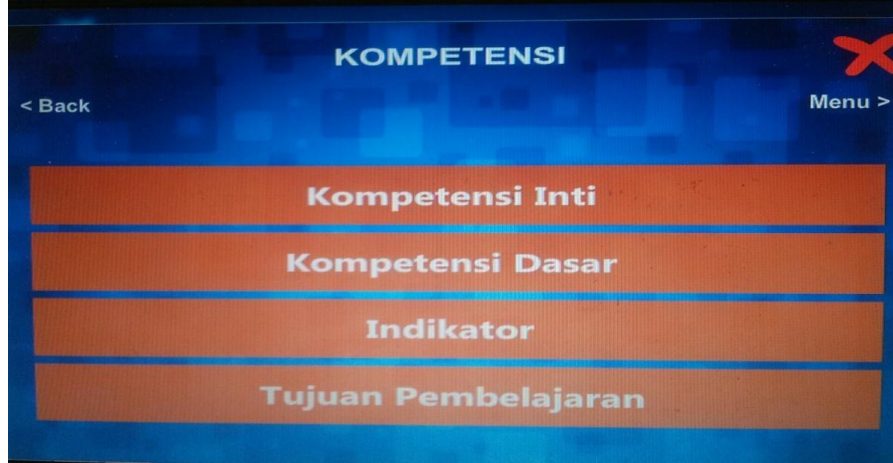 KOMPETENSI
< Back
Menu >
Kompetensi Inti
Kompetensi Dasar
Indikator
Tujuan Pembelajaran